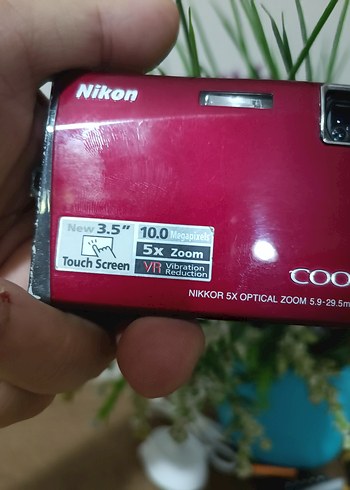 Nikon
New 3.5"
Touch Screen
10.0 Megapixels
5x Zoom
VR Vibration
Reduction
COO
NIKKOR 5X OPTICAL ZOOM 5.9-29.5m